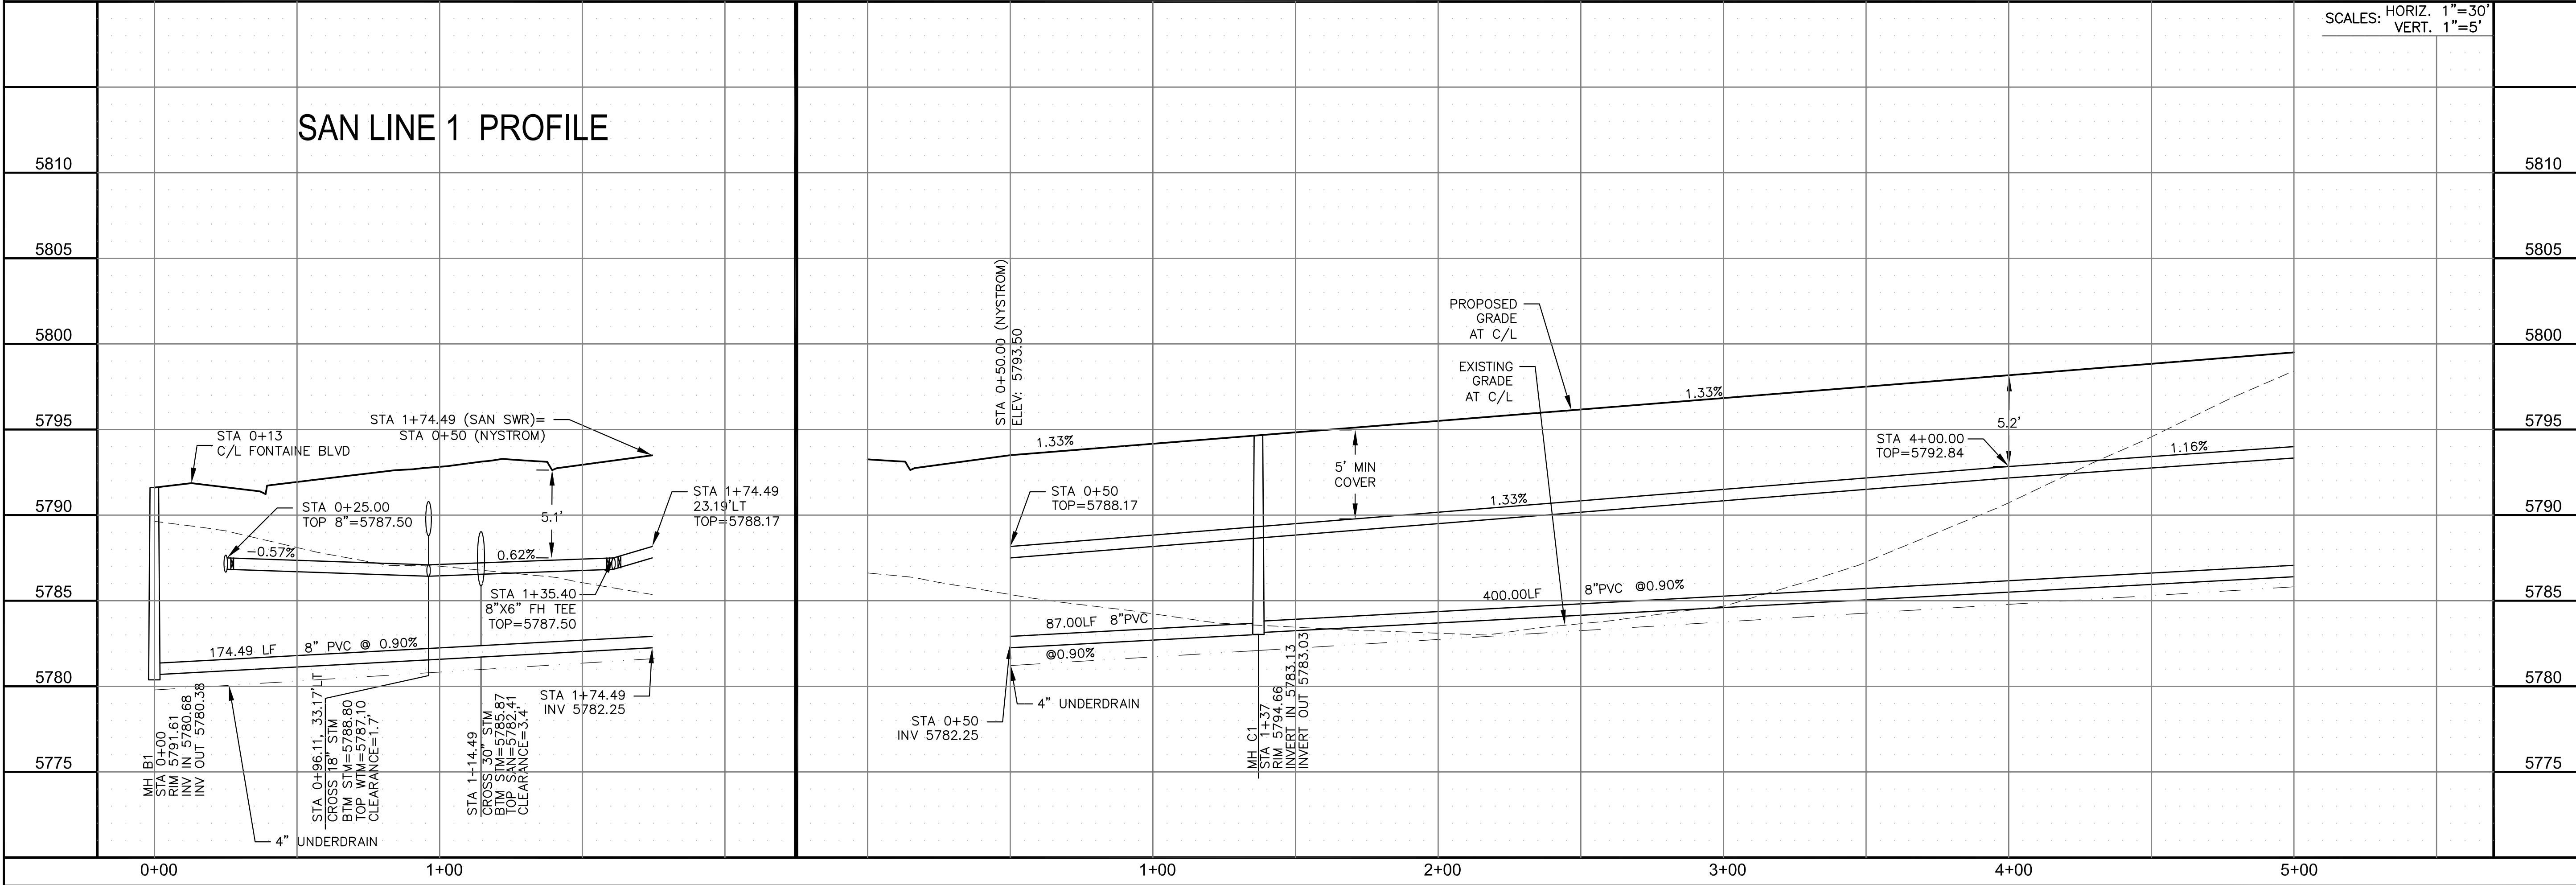 SCALES: HORIZ. 1"=30'
VERT. 1"=5'
SAN LINE 1 PROFILE
5810
5805
5800
5795
5790
5785
5780
5775
5810
5805
5800
5795
5790
5785
5780
5775
STA 0+13
C/L FONTAINE BLVD
STA 1+74.49 (SAN SWR)=
STA 0+50 (NYSTROM)
STA 0+25.00
TOP 8"=5787.50
-0.57%
0.62%
5.1'
STA 1+74.49
23.19'LT
TOP=5788.17
STA 1+35.40
8"X6" FH TEE
TOP=5787.50
174.49 LF 8" PVC @ 0.90%
STA 1+74.49
INV 5782.25
MH B1
STA 0+00
RIM 5791.61
INV IN 5780.68
INV OUT 5780.38
STA 0+96.11, 33.17'LT
CROSS 18" STM
BTM STM=5788.80
TOP WTM=5787.10
CLEARANCE=1.7'
STA 1-14.49
CROSS 30" STM
BTM STM=5785.87
TOP SAN=5782.41
CLEARANCE=3.4'
4" UNDERDRAIN
STA 0+50.00 (NYSTROM)
ELEV: 5793.50
1.33%
STA 0+50
TOP=5788.17
87.00LF 8"PVC
@0.90%
4" UNDERDRAIN
STA 0+50
INV 5782.25
MH C1
STA 1+37
RIM 5794.66
INVERT IN 5783.13
INVERT OUT 5783.03
5' MIN
COVER
PROPOSED
GRADE
AT C/L
EXISTING
GRADE
AT C/L
1.33%
1.33%
400.00LF 8"PVC @0.90%
STA 4+00.00
TOP=5792.84
5.2'
1.16%
0+00
1+00
1+00
2+00
3+00
4+00
5+00